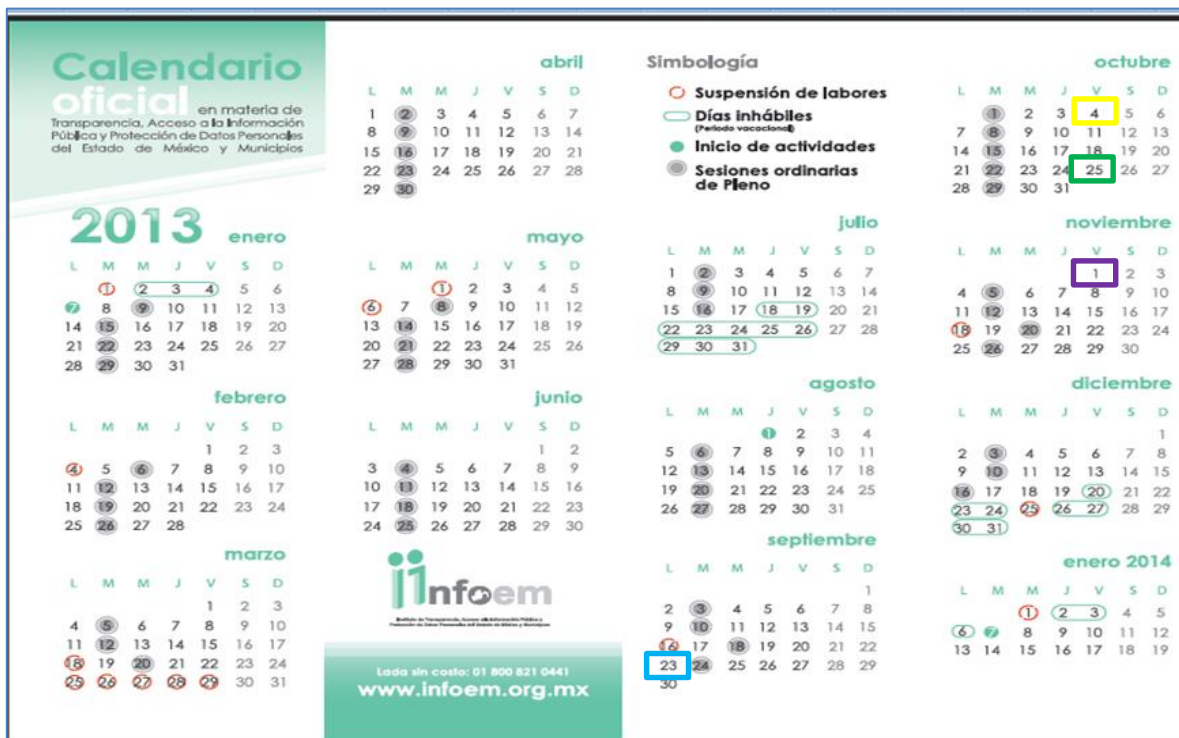 Calendario
oficial en materia de
Transparencia, Acceso a la Información
Pública y Protección de Datos Personales
del Estado de México y Municipios
2013 enero
L M M J V S D
1 2 3 4 5 6
7 8 9 10 11 12 13
14 15 16 17 18 19 20
21 22 23 24 25 26 27
28 29 30 31
febrero
L M M J V S D
1 2 3
4 5 6 7 8 9 10
11 12 13 14 15 16 17
18 19 20 21 22 23 24
25 26 27 28
marzo
L M M J V S D
1 2 3
4 5 6 7 8 9 10
11 12 13 14 15 16 17
18 19 20 21 22 23 24
25 26 27 28 29 30 31
abril
L M M J V S D
1 2 3 4 5 6 7
8 9 10 11 12 13 14
15 16 17 18 19 20 21
22 23 24 25 26 27 28
29 30
mayo
L M M J V S D
1 2 3 4 5
6 7 8 9 10 11 12
13 14 15 16 17 18 19
20 21 22 23 24 25 26
27 28 29 30 31
junio
L M M J V S D
1 2
3 4 5 6 7 8 9
10 11 12 13 14 15 16
17 18 19 20 21 22 23
24 25 26 27 28 29 30
infoem
Instituto de Transparencia, Acceso a la Información Pública y
Protección de Datos Personales del Estado de México y Municipios
Lada sin costo: 01 800 821 0441
www.infoem.org.mx
Simbología
Suspensión de labores
Días inhábiles
(Periodo vacacional)
Inicio de actividades
Sesiones ordinarias
de Pleno
julio
L M M J V S D
1 2 3 4 5 6 7
8 9 10 11 12 13 14
15 16 17 18 19 20 21
22 23 24 25 26 27 28
29 30 31
agosto
L M M J V S D
1 2 3 4
5 6 7 8 9 10 11
12 13 14 15 16 17 18
19 20 21 22 23 24 25
26 27 28 29 30 31
septiembre
L M M J V S D
1
2 3 4 5 6 7 8
9 10 11 12 13 14 15
16 17 18 19 20 21 22
23 24 25 26 27 28 29
30
octubre
L M M J V S D
1 2 3 4 5 6
7 8 9 10 11 12 13
14 15 16 17 18 19 20
21 22 23 24 25 26 27
28 29 30 31
noviembre
L M M J V S D
1 2 3
4 5 6 7 8 9 10
11 12 13 14 15 16 17
18 19 20 21 22 23 24
25 26 27 28 29 30
diciembre
L M M J V S D
1
2 3 4 5 6 7 8
9 10 11 12 13 14 15
16 17 18 19 20 21 22
23 24 25 26 27 28 29
30 31
enero 2014
L M M J V S D
1 2 3 4 5
6 7 8 9 10 11 12
13 14 15 16 17 18 19